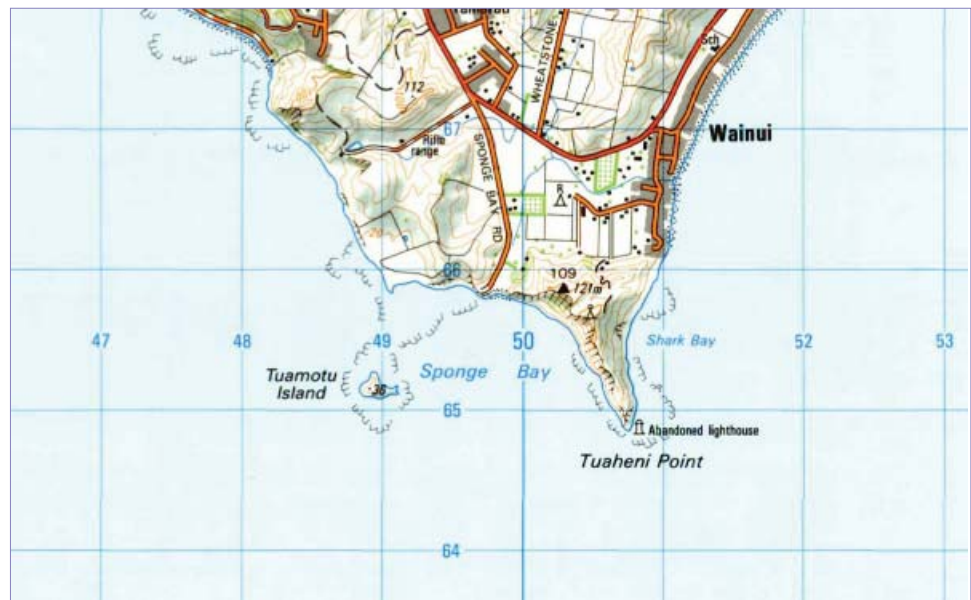 WHEATSTONE
Sch
112
67
Wainui
Rifle
range
SPONGE BAY RD
20
66
109
121m
47
48
49
50
Shark Bay
52
53
Sponge Bay
Tuamotu
Island
36
65
Abandoned lighthouse
Tuaheni Point
64